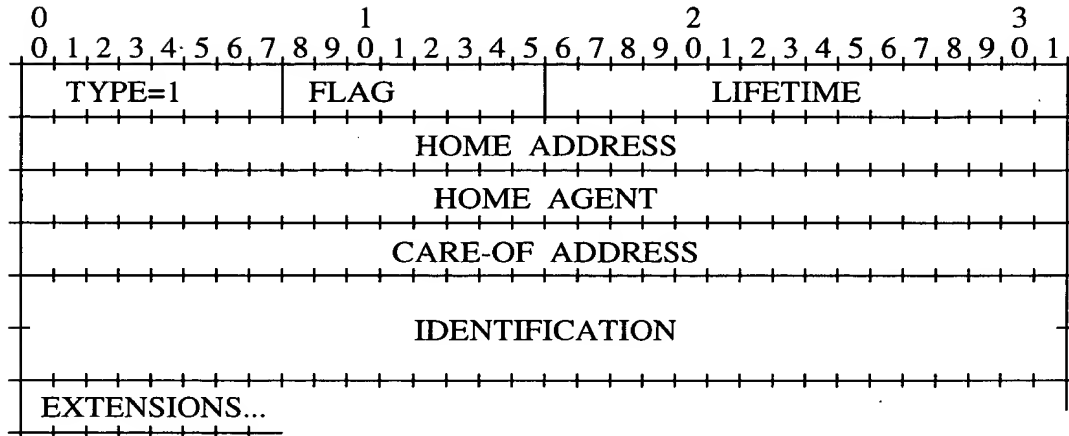 0 1 2 3
0 1 2 3 4 5 6 7 8 9 0 1 2 3 4 5 6 7 8 9 0 1 2 3 4 5 6 7 8 9 0 1
TYPE=1 FLAG LIFETIME
HOME ADDRESS
HOME AGENT
CARE-OF ADDRESS
IDENTIFICATION
EXTENSIONS...